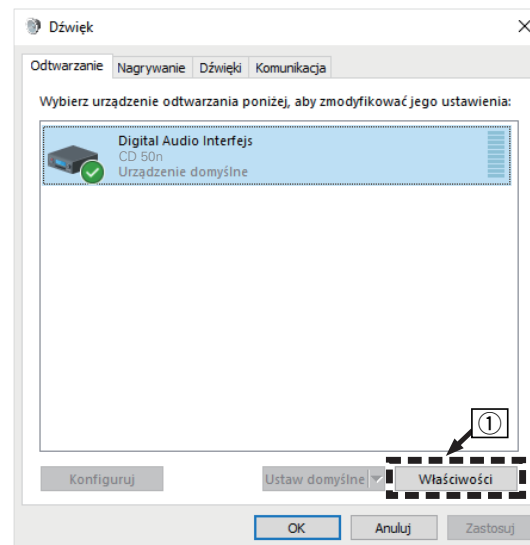 Dźwięk
Odtwarzanie Nagrywanie Dźwięki Komunikacja
Wybierz urządzenie odtwarzania poniżej, aby zmodyfikować jego ustawienia:
Digital Audio Interfejs
CD 50n
Urządzenie domyślne
①
Konfiguruj Ustaw domyślne Właściwości
OK Anuluj Zastosuj